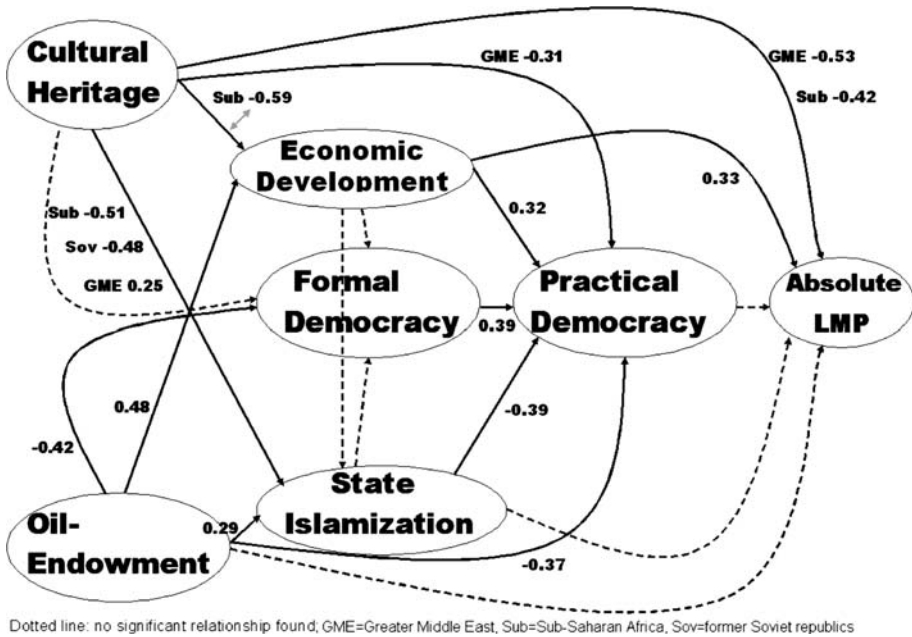 Cultural
Heritage
GME -0.31
GME -0.53
Sub -0.59
Sub -0.42
Economic
Development
0.33
Sub -0.51
0.32
Sov -0.48
GME 0.25
Formal
Democracy
0.39
Practical
Democracy
Absolute
LMP
0.48
-0.39
-0.42
State
Islamization
Oil-
Endowment
0.29
-0.37
Dotted line: no significant relationship found; GME=Greater Middle East, Sub=Sub-Saharan Africa, Sov=former Soviet republics